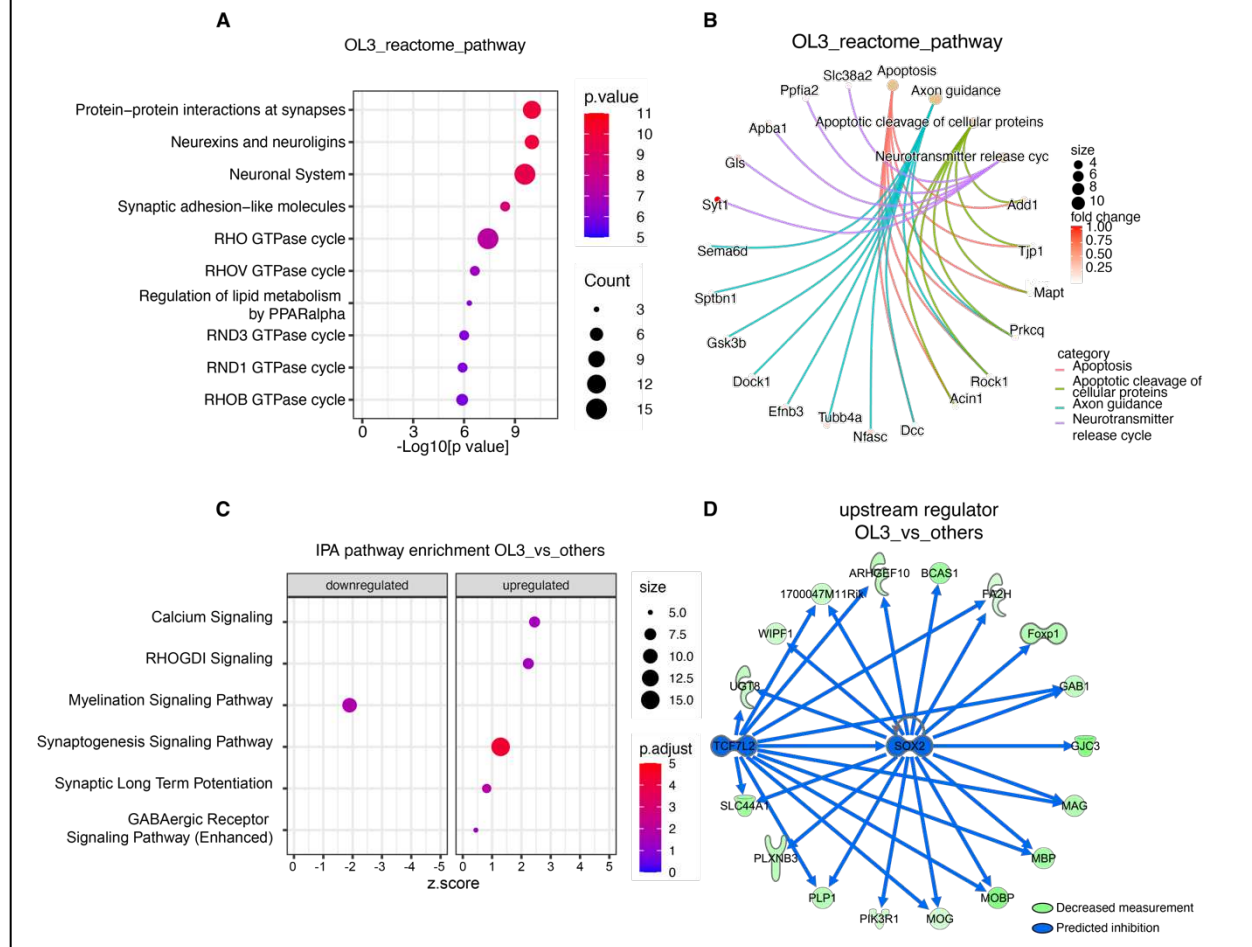 A
OL3_reactome_pathway
Protein−protein interactions at synapses
Neurexins and neuroligins
Neuronal System
Synaptic adhesion−like molecules
RHO GTPase cycle
RHOV GTPase cycle
Regulation of lipid metabolism
by PPARalpha
RND3 GTPase cycle
RND1 GTPase cycle
RHOB GTPase cycle
0 3 6 9
-Log10[p value]
p.value
11
10
9
8
7
6
5
Count
3
6
9
12
15
B
OL3_reactome_pathway
Slc38a2
Apoptosis
Ppfia2
Axon guidance
Apba1
Apoptotic cleavage of cellular proteins
Gls
Neurotransmitter release cyc
Syt1
Add1
Sema6d
Tjp1
Sptbn1
Mapt
Gsk3b
Prkcq
Dock1
Rock1
Efnb3
Acin1
Tubb4a
Nfasc
Dcc
size
4
6
8
10
fold change
1.00
0.75
0.50
0.25
category
Apoptosis
Apoptotic cleavage of
cellular proteins
Axon guidance
Neurotransmitter
release cycle
C
IPA pathway enrichment OL3_vs_others
downregulated
upregulated
Calcium Signaling
RHOGDI Signaling
Myelination Signaling Pathway
Synaptogenesis Signaling Pathway
Synaptic Long Term Potentiation
GABAergic Receptor
Signaling Pathway (Enhanced)
0 -1 -2 -3 -4 -5 0 1 2 3 4 5
z.score
size
5.0
7.5
10.0
12.5
15.0
p.adjust
5
4
3
2
1
0
D
upstream regulator
OL3_vs_others
ARHGEF10
BCAS1
1700047M11Rik
FA2H
WIPF1
Foxp1
UGT8
GAB1
TCF7L2
SOX2
GJC3
SLC44A1
MAG
PLXNB3
MBP
PLP1
MOBP
PIK3R1
MOG
Decreased measurement
Predicted inhibition